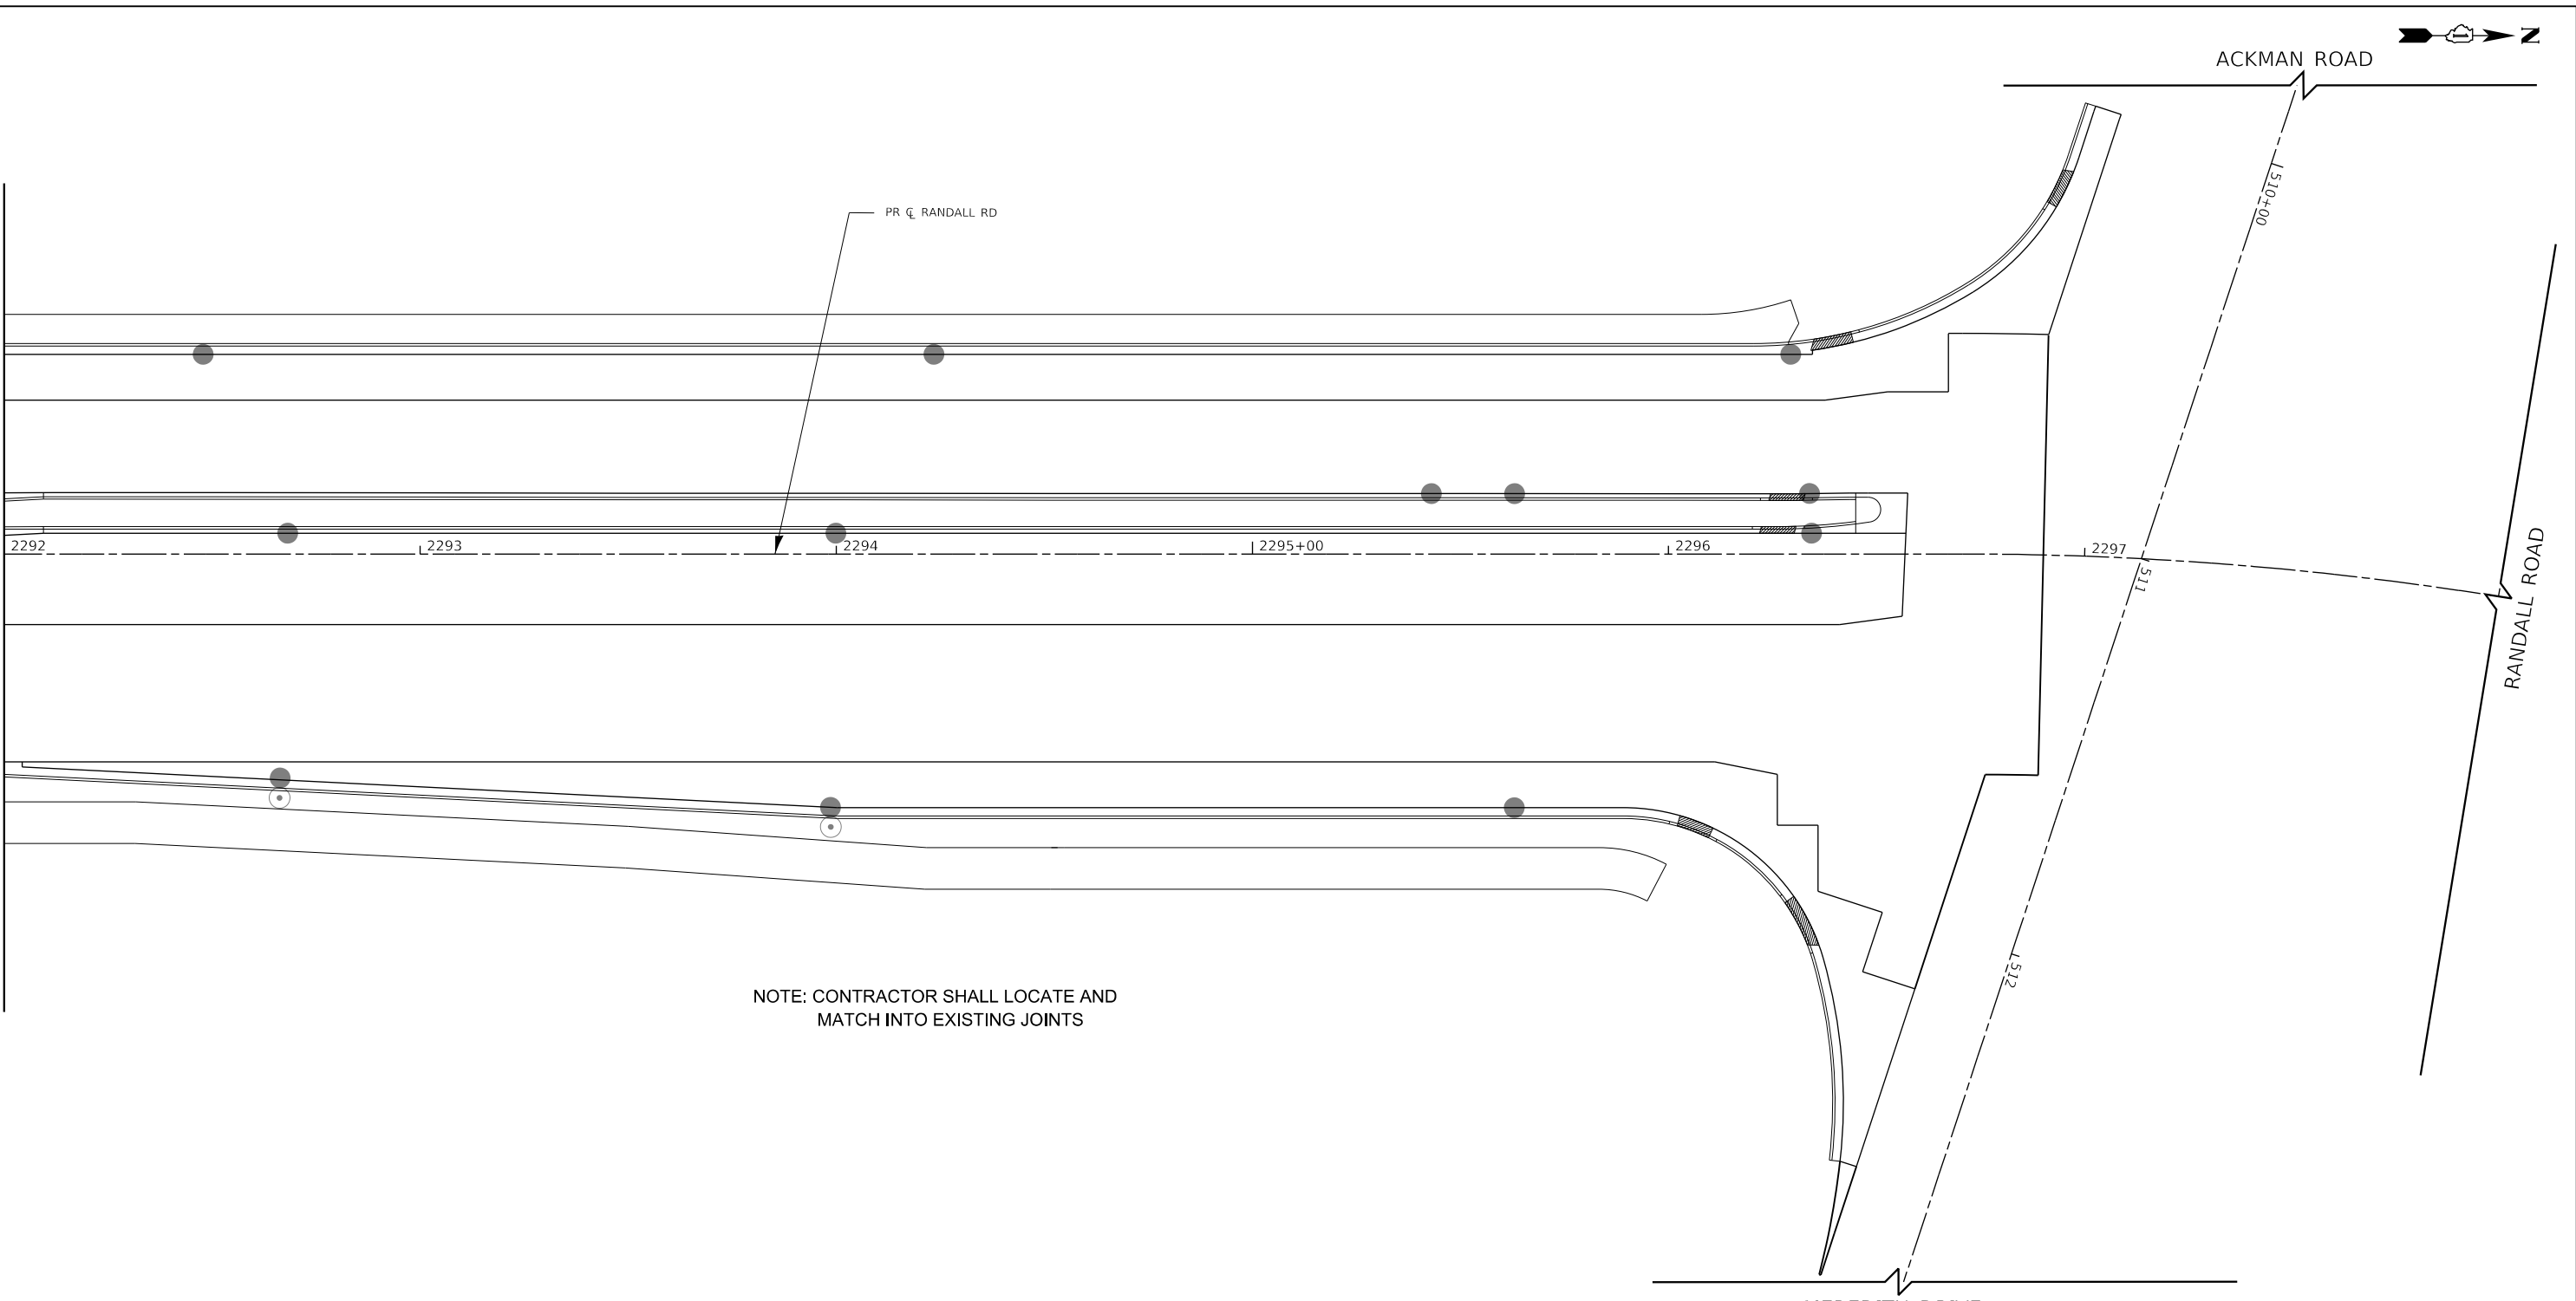 N
ACKMAN ROAD
510+00
PR ℄ RANDALL RD
2292
2293
2294
2295+00
2296
2297
511
RANDALL ROAD
512
NOTE: CONTRACTOR SHALL LOCATE AND
MATCH INTO EXISTING JOINTS